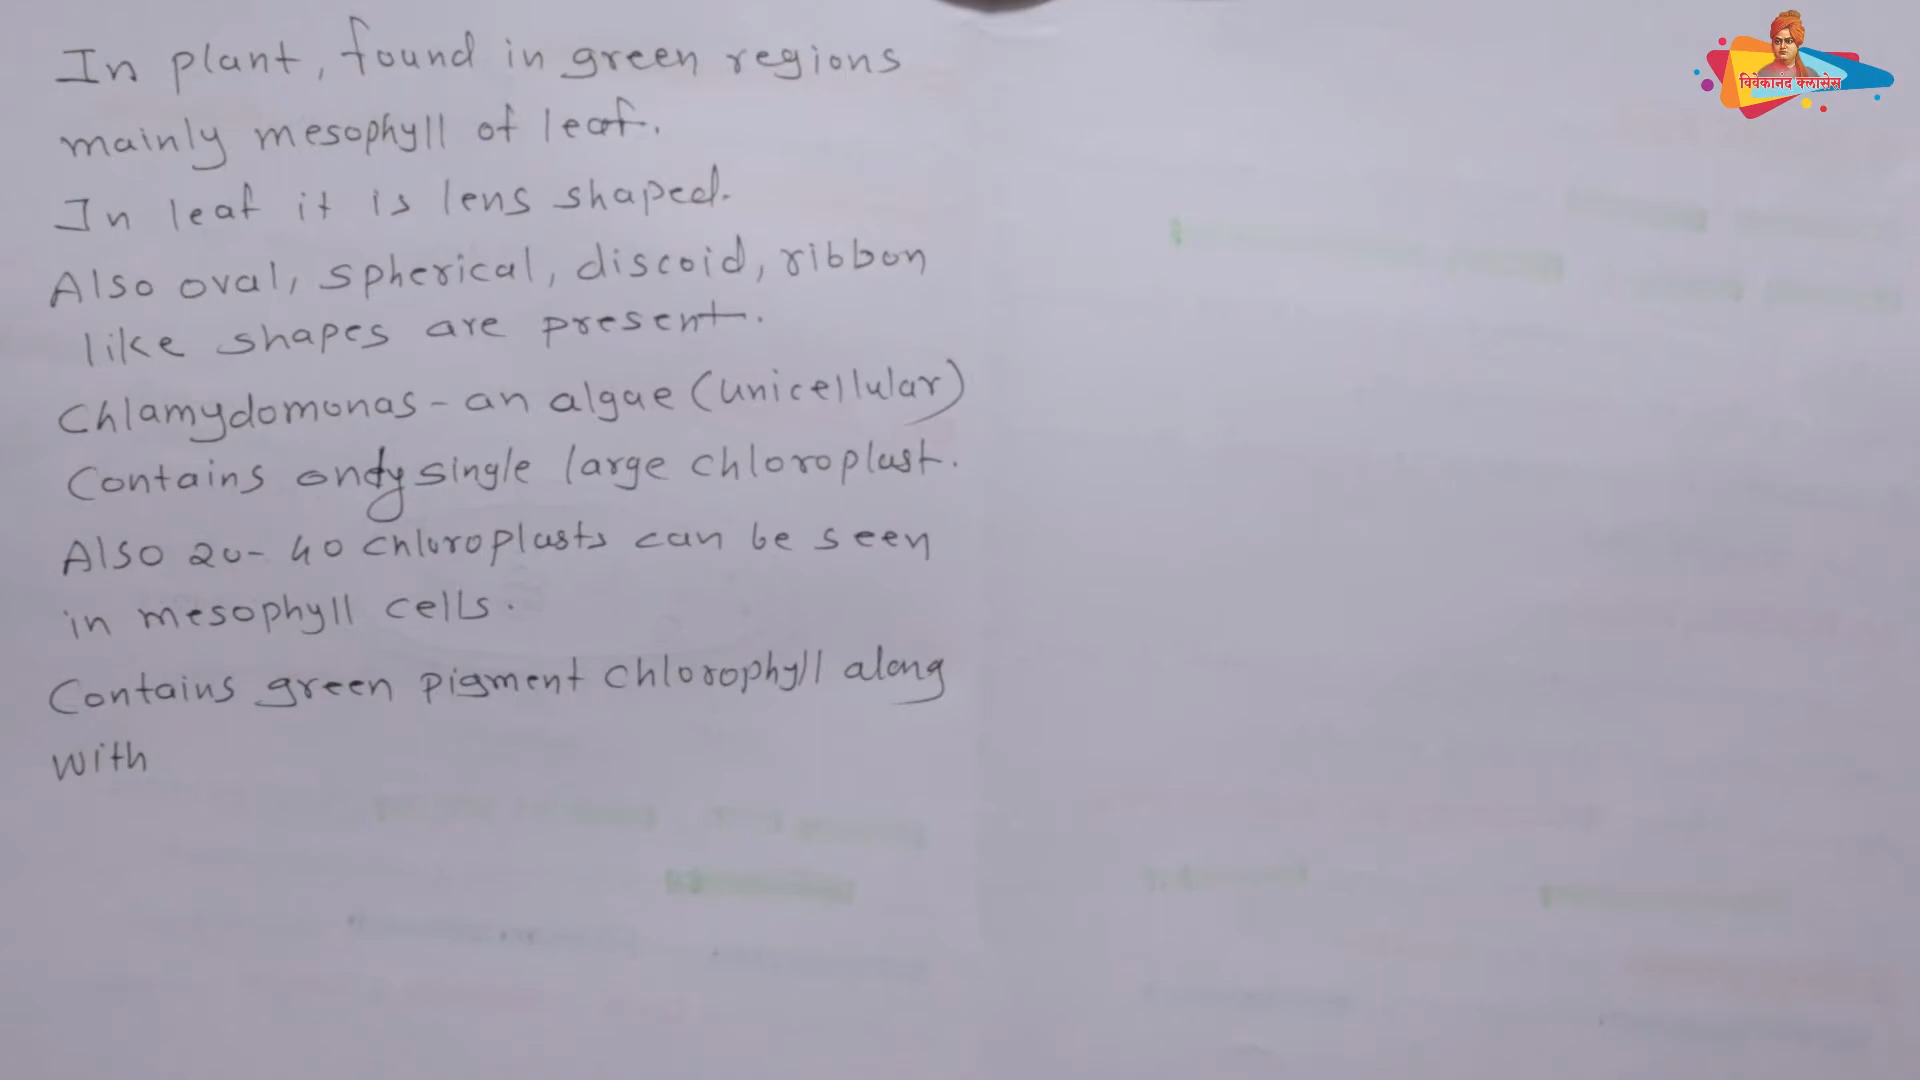 In plant, found in green regions
mainly mesophyll of leaf.
In leaf it is lens shaped.
Also oval, spherical, discoid, ribbon
like shapes are present.
Chlamydomonas - an algae (unicellular)
Contains only single large chloroplast.
Also 20-40 chloroplasts can be seen
in mesophyll cells.
Contains green pigment chlorophyll along
with
विवेकानंद क्लासेस